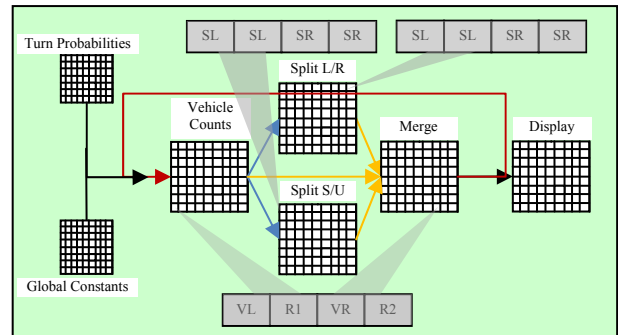 SL SL SR SR
SL SL SR SR
Turn Probabilities
Split L/R
Vehicle
Counts
Merge
Display
Split S/U
Global Constants
VL R1 VR R2